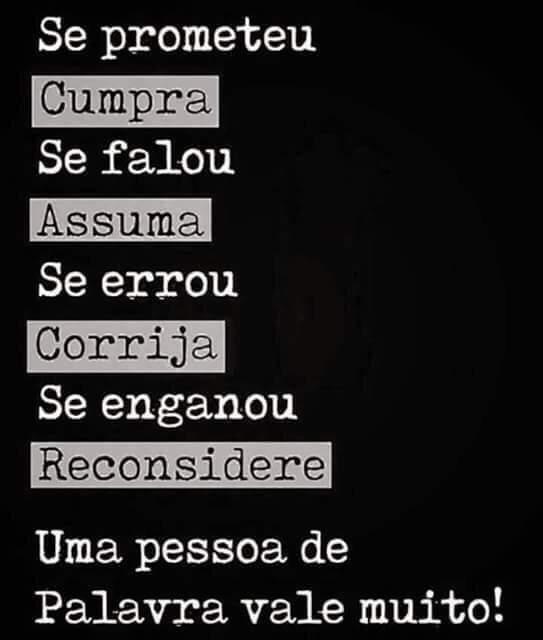 Se prometeu
Cumpra
Se falou
Assuma
Se errou
Corrija
Se enganou
Reconsidere
Uma pessoa de
Palavra vale muito!